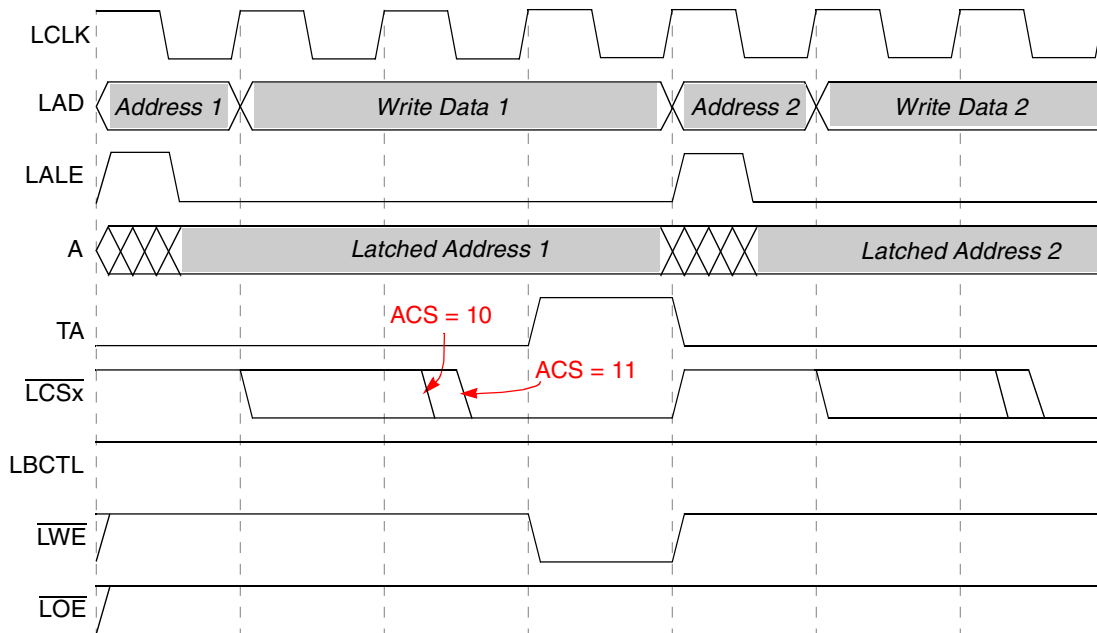 LCLK
LAD Address 1 Write Data 1 Address 2 Write Data 2
LALE
A Latched Address 1 Latched Address 2
TA
ACS = 10
ACS = 11
LCSx
LBCTL
LWE
LOE